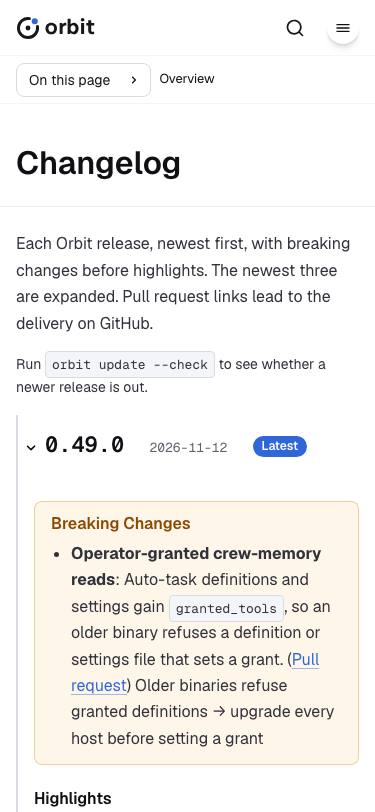 orbit
On this page
Overview
Changelog
Each Orbit release, newest first, with breaking
changes before highlights. The newest three
are expanded. Pull request links lead to the
delivery on GitHub.
Run orbit update --check to see whether a
newer release is out.
0.49.0 2026-11-12 Latest
Breaking Changes
• Operator-granted crew-memory
reads: Auto-task definitions and
settings gain granted_tools, so an
older binary refuses a definition or
settings file that sets a grant. (Pull
request) Older binaries refuse
granted definitions → upgrade every
host before setting a grant
Highlights